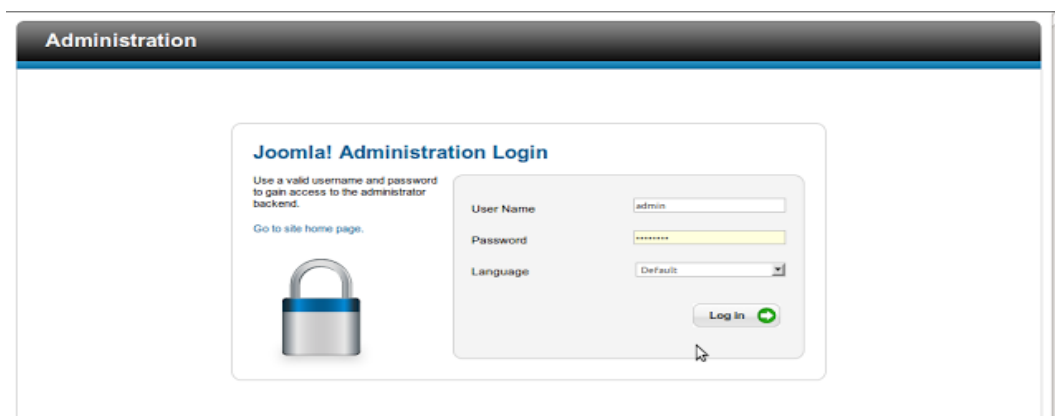 Administration
Joomla! Administration Login
Use a valid username and password
to gain access to the administrator
backend.
Go to site home page.
User Name
admin
Password
Language
Default
Log in